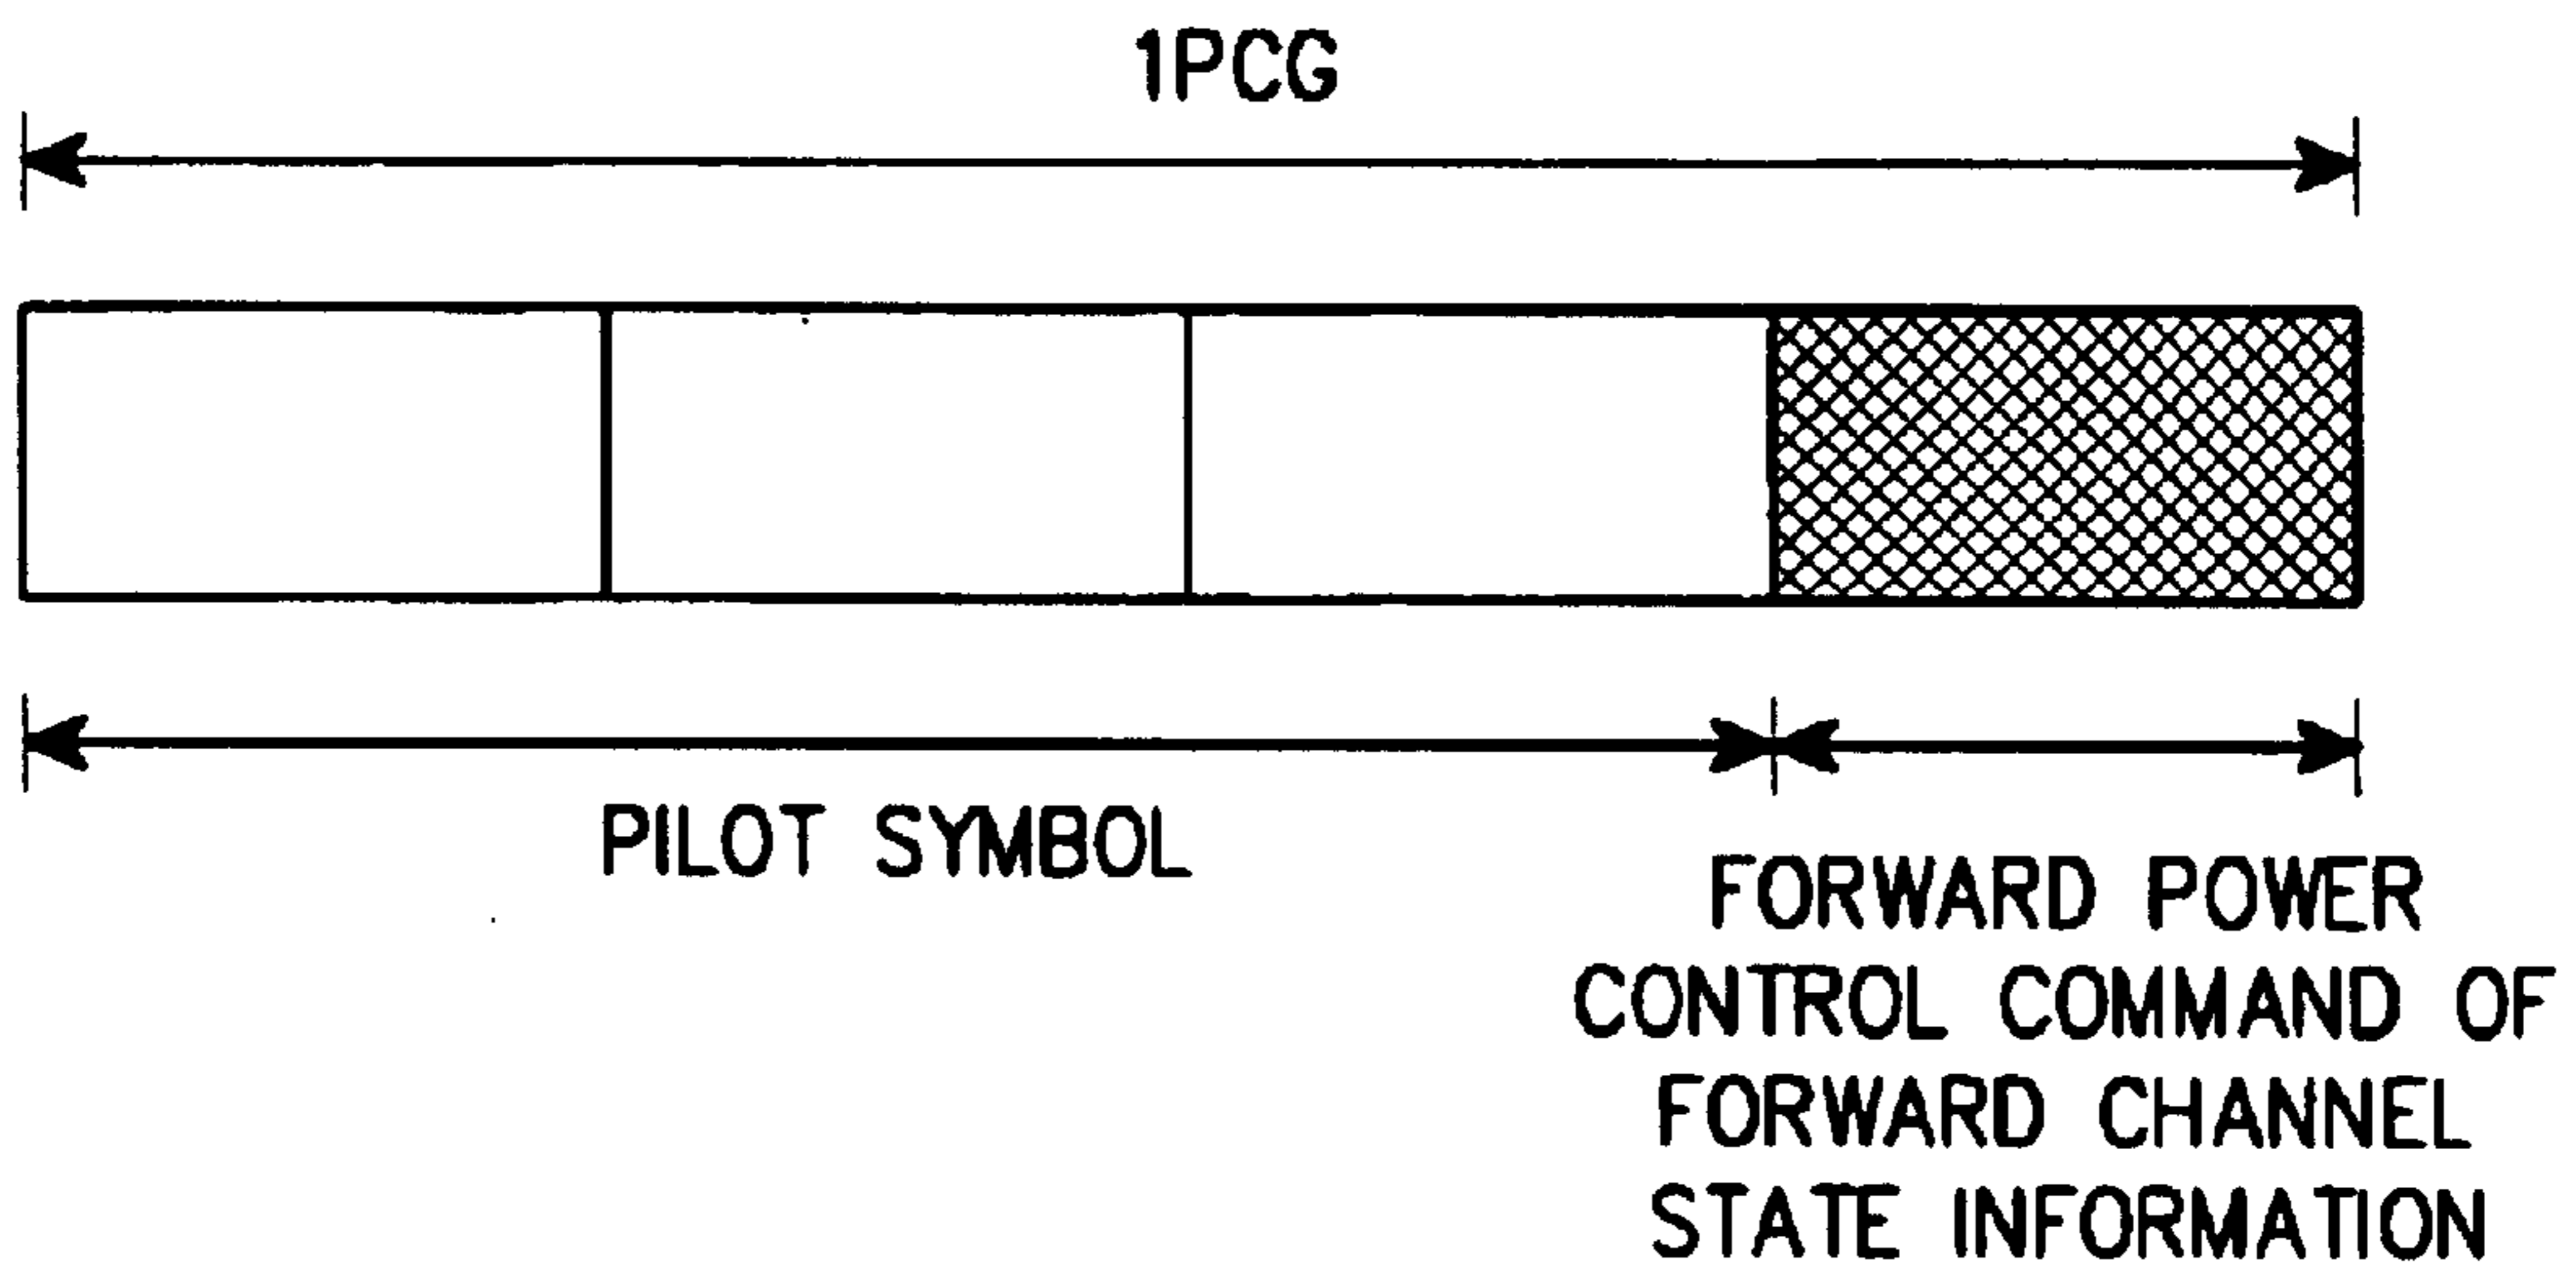 1PCG
PILOT SYMBOL
FORWARD POWER
CONTROL COMMAND OF
FORWARD CHANNEL
STATE INFORMATION